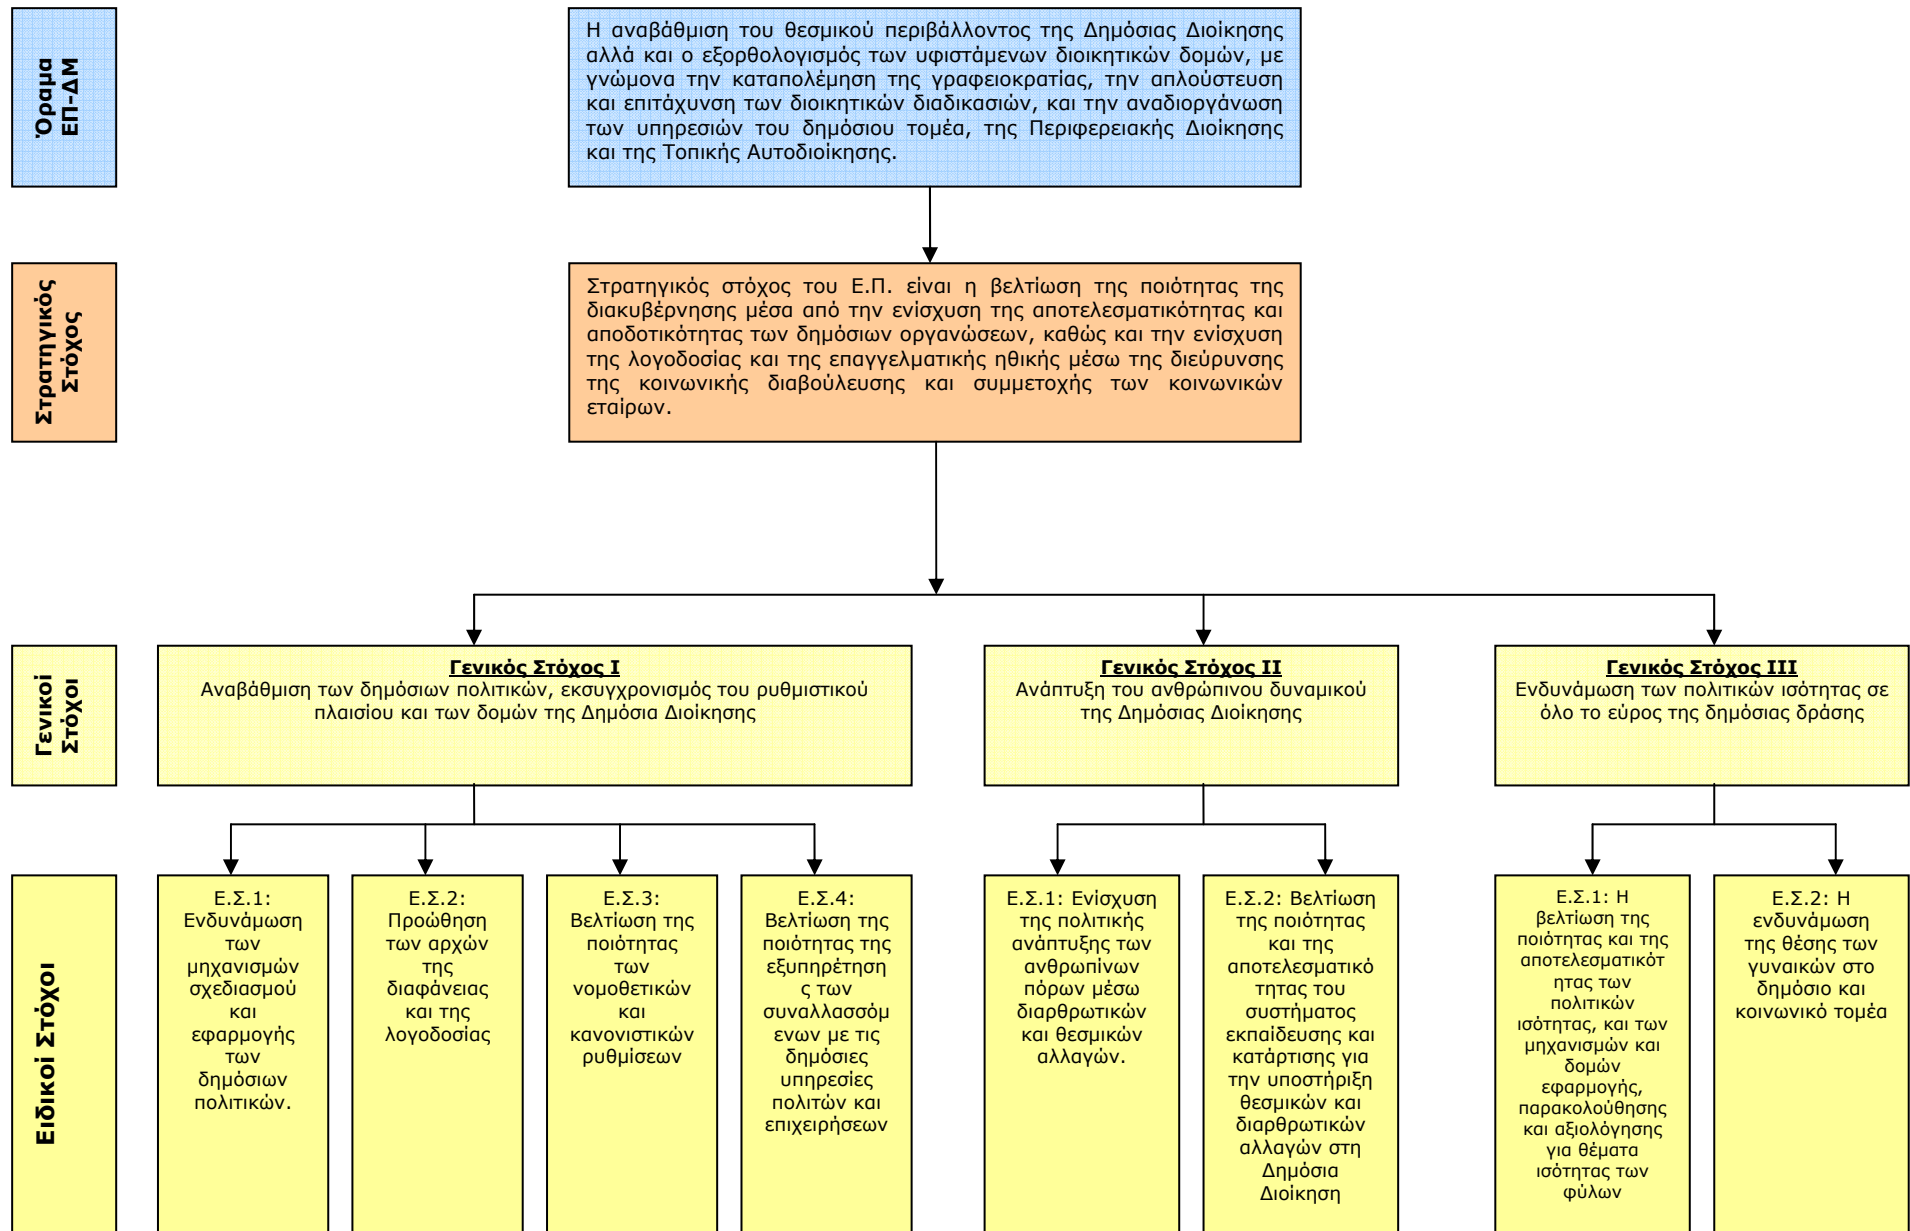 Όραμα
ΕΠ-ΔΜ
Η αναβάθμιση του θεσμικού περιβάλλοντος της Δημόσιας Διοίκησης
αλλά και ο εξορθολογισμός των υφιστάμενων διοικητικών δομών, με
γνώμονα την καταπολέμηση της γραφειοκρατίας, την απλούστευση
και επιτάχυνση των διοικητικών διαδικασιών, και την αναδιοργάνωση
των υπηρεσιών του δημόσιου τομέα, της Περιφερειακής Διοίκησης
και της Τοπικής Αυτοδιοίκησης.
Στρατηγικός
Στόχος
Στρατηγικός στόχος του Ε.Π. είναι η βελτίωση της ποιότητας της
διακυβέρνησης μέσα από την ενίσχυση της αποτελεσματικότητας και
αποδοτικότητας των δημόσιων οργανώσεων, καθώς και την ενίσχυση
της λογοδοσίας και της επαγγελματικής ηθικής μέσω της διεύρυνσης
της κοινωνικής διαβούλευσης και συμμετοχής των κοινωνικών
εταίρων.
Γενικοί
Στόχοι
Γενικός Στόχος Ι
Αναβάθμιση των δημόσιων πολιτικών, εκσυγχρονισμός του ρυθμιστικού
πλαισίου και των δομών της Δημόσια Διοίκησης
Γενικός Στόχος ΙΙ
Ανάπτυξη του ανθρώπινου δυναμικού
της Δημόσιας Διοίκησης
Γενικός Στόχος ΙΙΙ
Ενδυνάμωση των πολιτικών ισότητας σε
όλο το εύρος της δημόσιας δράσης
Ειδικοί Στόχοι
Ε.Σ.1:
Ενδυνάμωση
των
μηχανισμών
σχεδιασμού
και
εφαρμογής
των
δημόσιων
πολιτικών.
Ε.Σ.2:
Προώθηση
των αρχών
της
διαφάνειας
και της
λογοδοσίας
Ε.Σ.3:
Βελτίωση της
ποιότητας
των
νομοθετικών
και
κανονιστικών
ρυθμίσεων
Ε.Σ.4:
Βελτίωση της
ποιότητας της
εξυπηρέτηση
ς των
συναλλασσόμ
ενων με τις
δημόσιες
υπηρεσίες
πολιτών και
επιχειρήσεων
Ε.Σ.1: Ενίσχυση
της πολιτικής
ανάπτυξης των
ανθρωπίνων
πόρων μέσω
διαρθρωτικών
και θεσμικών
αλλαγών.
Ε.Σ.2: Βελτίωση
της ποιότητας
και της
αποτελεσματικό
τητας του
συστήματος
εκπαίδευσης και
κατάρτισης για
την υποστήριξη
θεσμικών και
διαρθρωτικών
αλλαγών στη
Δημόσια
Διοίκηση
Ε.Σ.1: Η
βελτίωση της
ποιότητας και της
αποτελεσματικότ
ητας των
πολιτικών
ισότητας, και των
μηχανισμών και
δομών
εφαρμογής,
παρακολούθησης
και αξιολόγησης
για θέματα
ισότητας των
φύλων
Ε.Σ.2: Η
ενδυνάμωση
της θέσης των
γυναικών στο
δημόσιο και
κοινωνικό τομέα